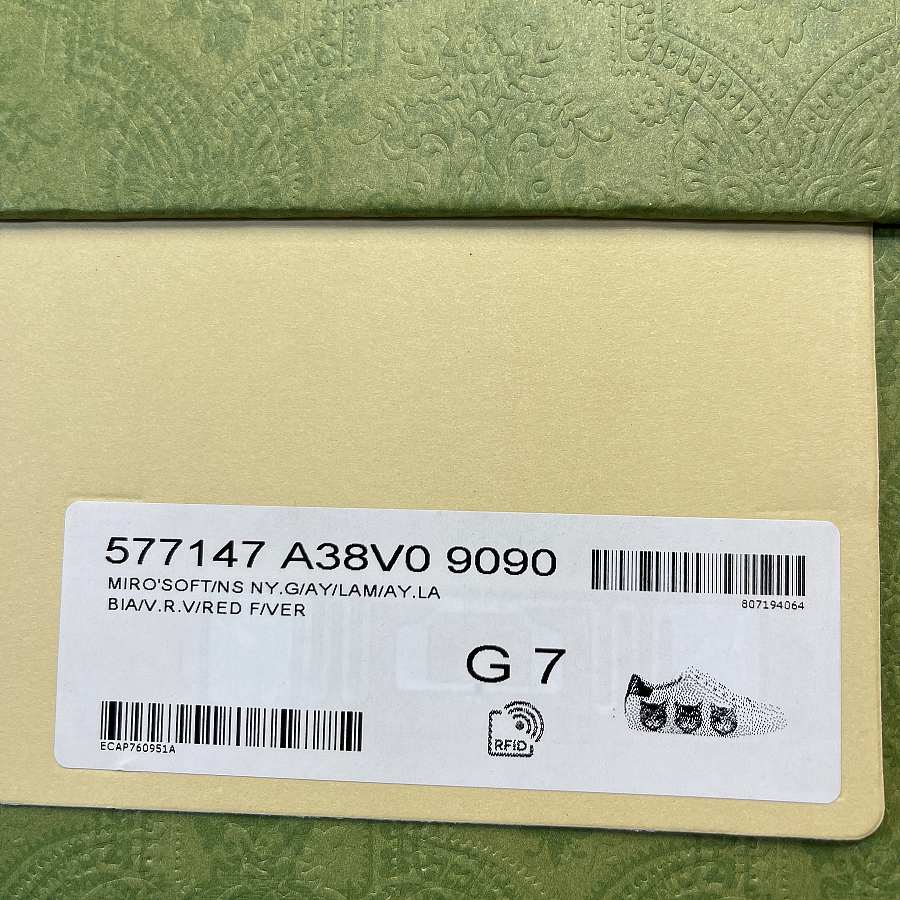 577147 A38V0 9090
MIRO'SOFT/NS NY.G/AY/LAM/AY.LA
BIA/V.R.V/RED F/VER
807194064
G 7
RFID
ECAP760951A